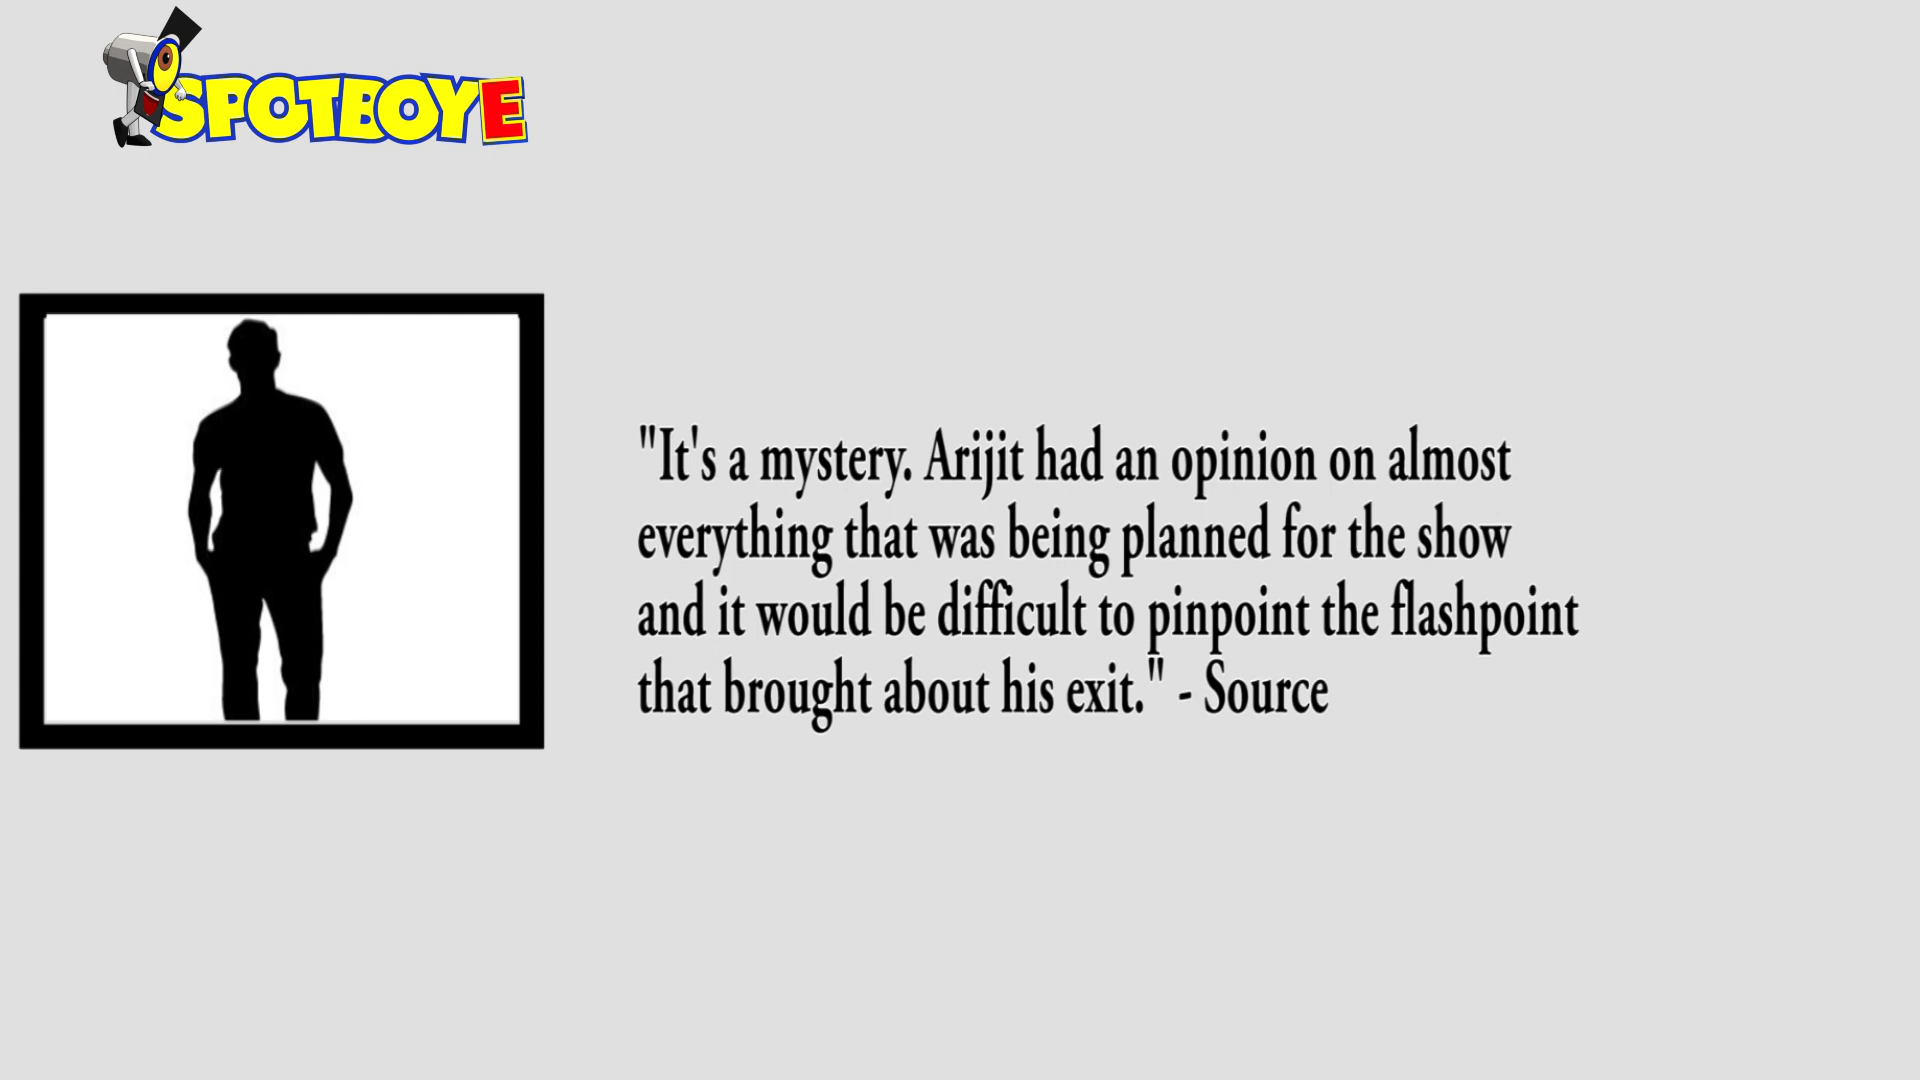 SPOTBOYE
"It's a mystery. Arijit had an opinion on almost
everything that was being planned for the show
and it would be difficult to pinpoint the flashpoint
that brought about his exit." - Source